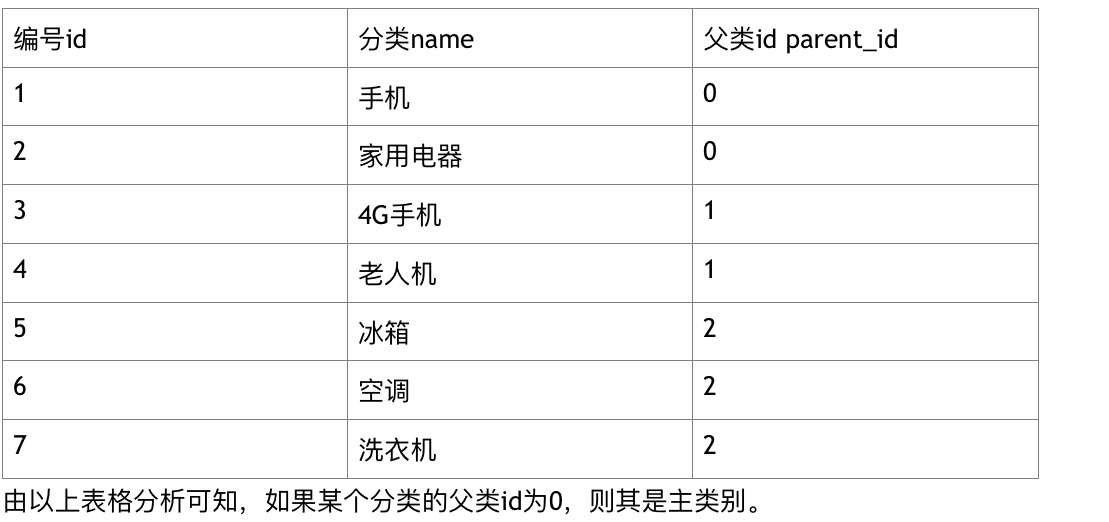 编号id 分类name 父类id parent_id
1 手机 0
2 家用电器 0
3 4G手机 1
4 老人机 1
5 冰箱 2
6 空调 2
7 洗衣机 2
由以上表格分析可知，如果某个分类的父类id为0，则其是主类别。